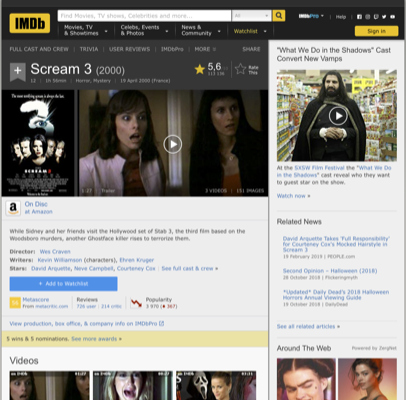 IMDb
Find Movies, TV shows, Celebrities and more...
All
IMDbPro
Help
Movies, TV
& Showtimes
Celebs, Events
& Photos
News &
Community
Watchlist
Sign in
FULL CAST AND CREW | TRIVIA | USER REVIEWS | IMDbPro | MORE
SHARE
Scream 3 (2000)
5,6
Rate
This
12 | 1h 56min | Horror, Mystery | 19 April 2000 (France)
SCREAM 3
1:27 | Trailer
3 VIDEOS | 151 IMAGES
On Disc
at Amazon
While Sidney and her friends visit the Hollywood set of Stab 3, the third film based on the
Woodsboro murders, another Ghostface killer rises to terrorize them.
Director: Wes Craven
Writers: Kevin Williamson (characters), Ehren Kruger
Stars: David Arquette, Neve Campbell, Courteney Cox | See full cast & crew »
+ Add to Watchlist
Metascore
From metacritic.com
Reviews
726 user | 214 critic
Popularity
3 978 (367)
View production, box office, & company info on IMDbPro
5 wins & 5 nominations. See more awards »
Videos
"What We Do in the Shadows" Cast
Convert New Vamps
At the SXSW Film Festival the "What We Do
in the Shadows" cast reveal who they want
to guest star on the show.
Watch now »
Related News
David Arquette Take 'Full Responsibility'
for Courteney Cox's Mocked Hairstyle in
Scream 3
19 February 2019 | PEOPLE.com
Second Opinion – Halloween (2018)
28 October 2018 | Flickeringmyth
*Updated* Daily Dead's 2018 Halloween
Horrors Annual Viewing Guide
19 October 2018 | DailyDead
See all related articles »
Around The Web
Powered by ZergNet